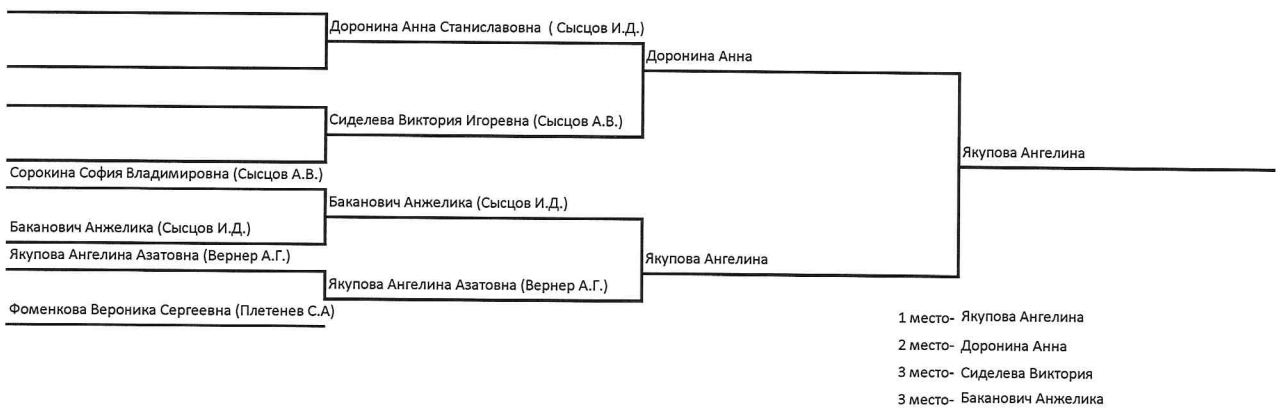 Доронина Анна Станиславовна ( Сысцов И.Д.)
Доронина Анна
Сиделева Виктория Игоревна (Сысцов А.В.)
Якупова Ангелина
Сорокина София Владимировна (Сысцов А.В.)
Баканович Анжелика (Сысцов И.Д.)
Баканович Анжелика (Сысцов И.Д.)
Якупова Ангелина Азатовна (Вернер А.Г.)
Якупова Ангелина
Якупова Ангелина Азатовна (Вернер А.Г.)
Фоменкова Вероника Сергеевна (Плетенев С.А)
1 место- Якупова Ангелина
2 место- Доронина Анна
3 место- Сиделева Виктория
3 место- Баканович Анжелика